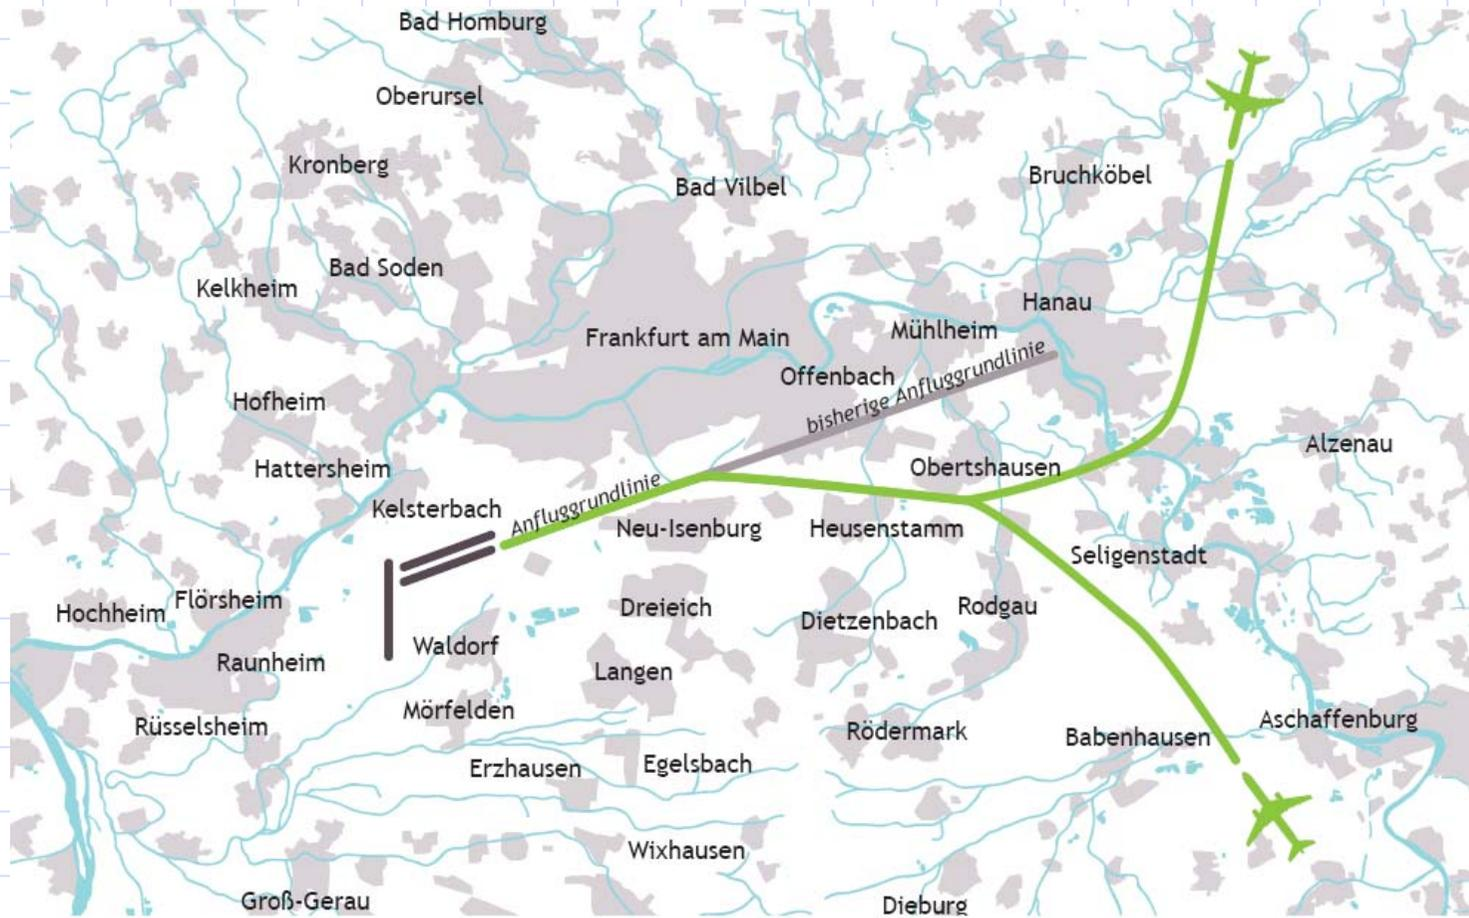 Bad Homburg
Oberursel
Kronberg
Bad Vilbel
Bruchköbel
Bad Soden
Kelkheim
Hanau
Mühlheim
Frankfurt am Main
bisherige Anfluggrundlinie
Offenbach
Hofheim
Alzenau
Hattersheim
Obertshausen
Anfluggrundlinie
Kelsterbach
Neu-Isenburg
Heusenstamm
Seligenstadt
Flörsheim
Hochheim
Dreieich
Rodgau
Dietzenbach
Waldorf
Raunheim
Langen
Mörfelden
Aschaffenburg
Rüsselsheim
Rödermark
Babenhausen
Egelsbach
Erzhausen
Wixhausen
Groß-Gerau
Dieburg